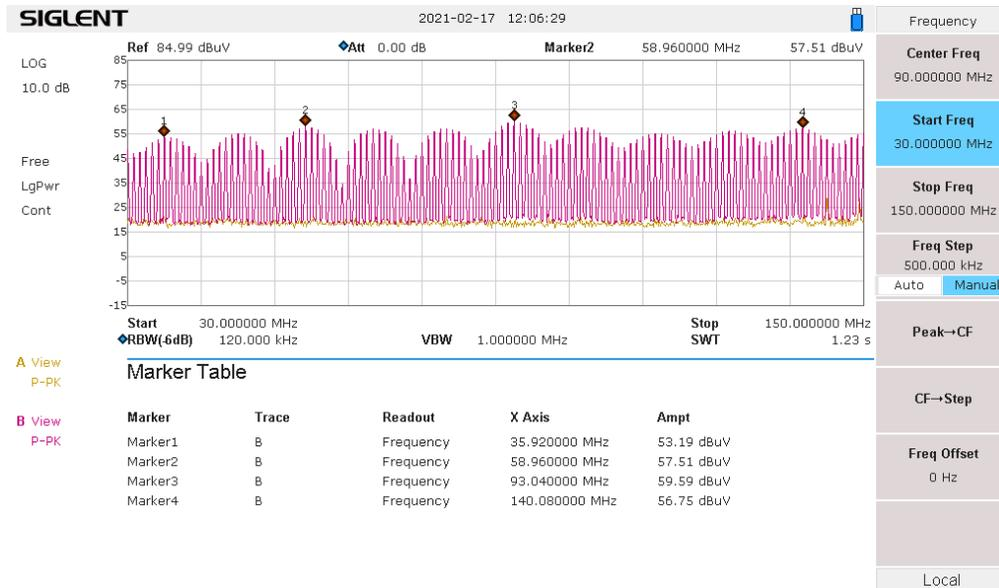 SIGLENT 2021-02-17 12:06:29 Frequency
Ref 84.99 dBuV Att 0.00 dB Marker2 58.960000 MHz 57.51 dBuV
LOG
10.0 dB
Free
LgPwr
Cont
85
75
65
55
45
35
25
15
5
-5
-15
1
2
3
4
Start 30.000000 MHz Stop 150.000000 MHz
RBW(-6dB) 120.000 kHz VBW 1.000000 MHz SWT 1.23 s
A View
P-PK
B View
P-PK
Marker Table
Marker Trace Readout X Axis Ampt
Marker1 B Frequency 35.920000 MHz 53.19 dBuV
Marker2 B Frequency 58.960000 MHz 57.51 dBuV
Marker3 B Frequency 93.040000 MHz 59.59 dBuV
Marker4 B Frequency 140.080000 MHz 56.75 dBuV
Center Freq
90.000000 MHz
Start Freq
30.000000 MHz
Stop Freq
150.000000 MHz
Freq Step
500.000 kHz
Auto Manual
Peak→CF
CF→Step
Freq Offset
0 Hz
Local